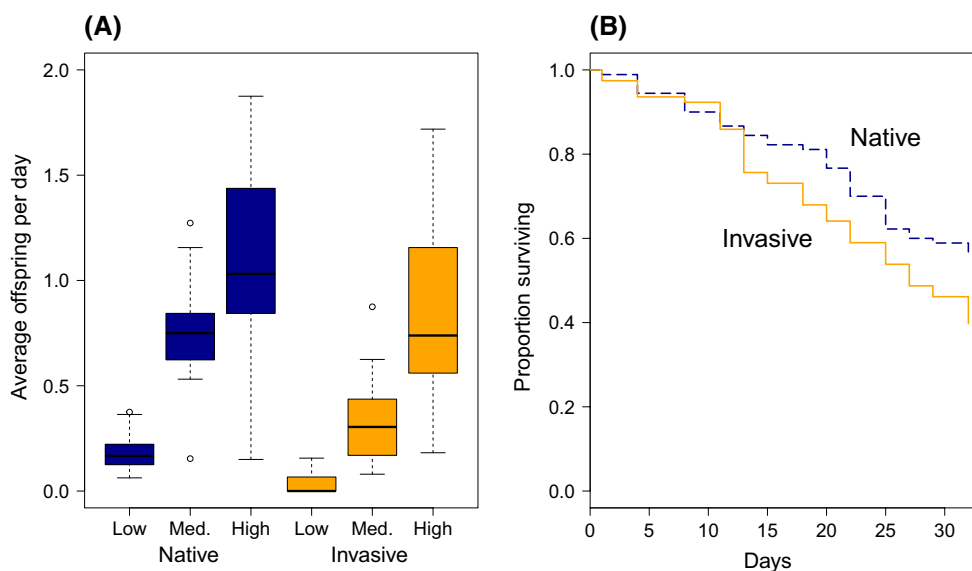 (A)
Average offspring per day
2.0
1.5
1.0
0.5
0.0
Low Med. High Low Med. High
Native Invasive
(B)
Proportion surviving
1.0
0.8
0.6
0.4
0.2
0.0
Native
Invasive
0 5 10 15 20 25 30
Days